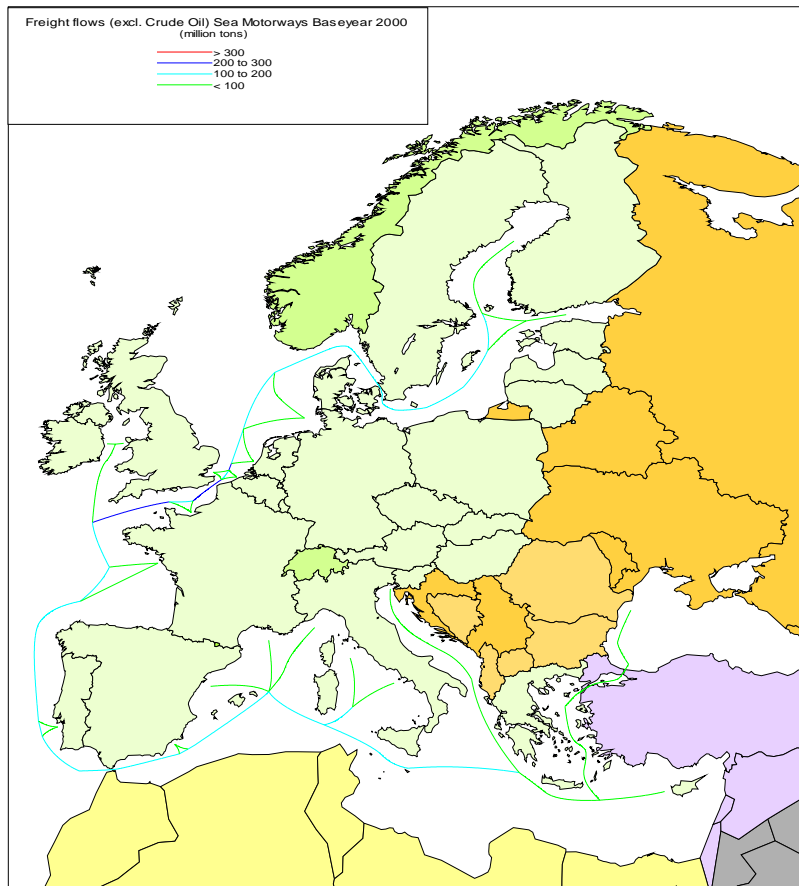 Freight flows (excl. Crude Oil) Sea Motorways Baseyear 2000
(million tons)
> 300
200 to 300
100 to 200
< 100